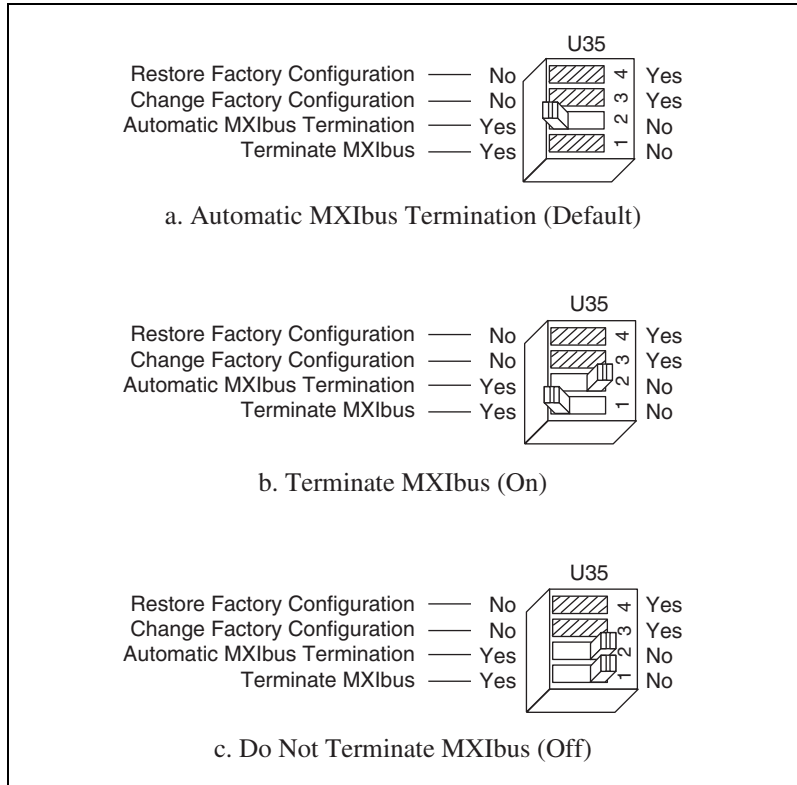 U35
Restore Factory Configuration — No 4 Yes
Change Factory Configuration — No 3 Yes
Automatic MXIbus Termination — Yes 2 No
Terminate MXIbus — Yes 1 No
a. Automatic MXIbus Termination (Default)
U35
Restore Factory Configuration — No 4 Yes
Change Factory Configuration — No 3 Yes
Automatic MXIbus Termination — Yes 2 No
Terminate MXIbus — Yes 1 No
b. Terminate MXIbus (On)
U35
Restore Factory Configuration — No 4 Yes
Change Factory Configuration — No 3 Yes
Automatic MXIbus Termination — Yes 2 No
Terminate MXIbus — Yes 1 No
c. Do Not Terminate MXIbus (Off)